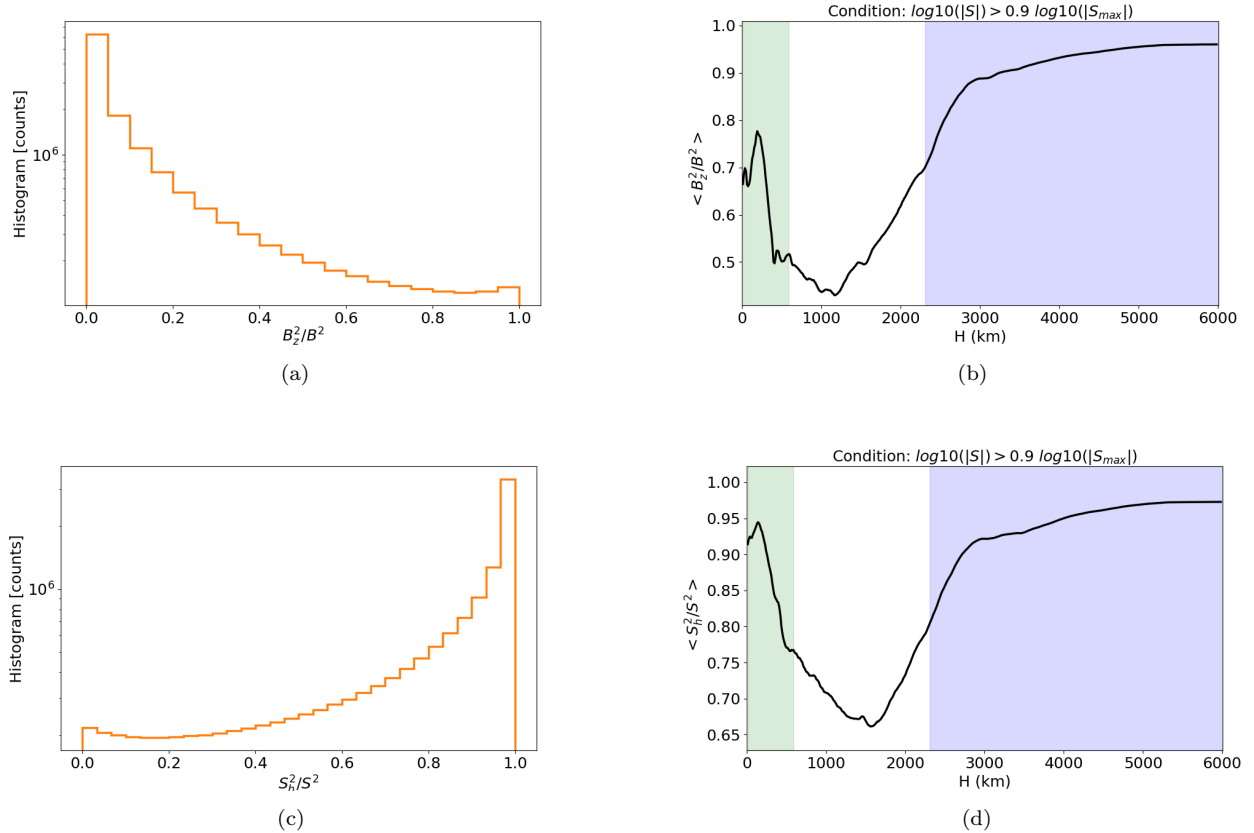 Histogram [counts]
10^6
0.0 0.2 0.4 0.6 0.8 1.0
B_z^2/B^2
(a)
Condition: log10(|S|) > 0.9 log10(|S_{max}|)
< B_z^2/B^2 >
1.0
0.9
0.8
0.7
0.6
0.5
0 1000 2000 3000 4000 5000 6000
H (km)
(b)
Histogram [counts]
10^6
0.0 0.2 0.4 0.6 0.8 1.0
S_h^2/S^2
(c)
Condition: log10(|S|) > 0.9 log10(|S_{max}|)
< S_h^2/S^2 >
1.00
0.95
0.90
0.85
0.80
0.75
0.70
0.65
0 1000 2000 3000 4000 5000 6000
H (km)
(d)